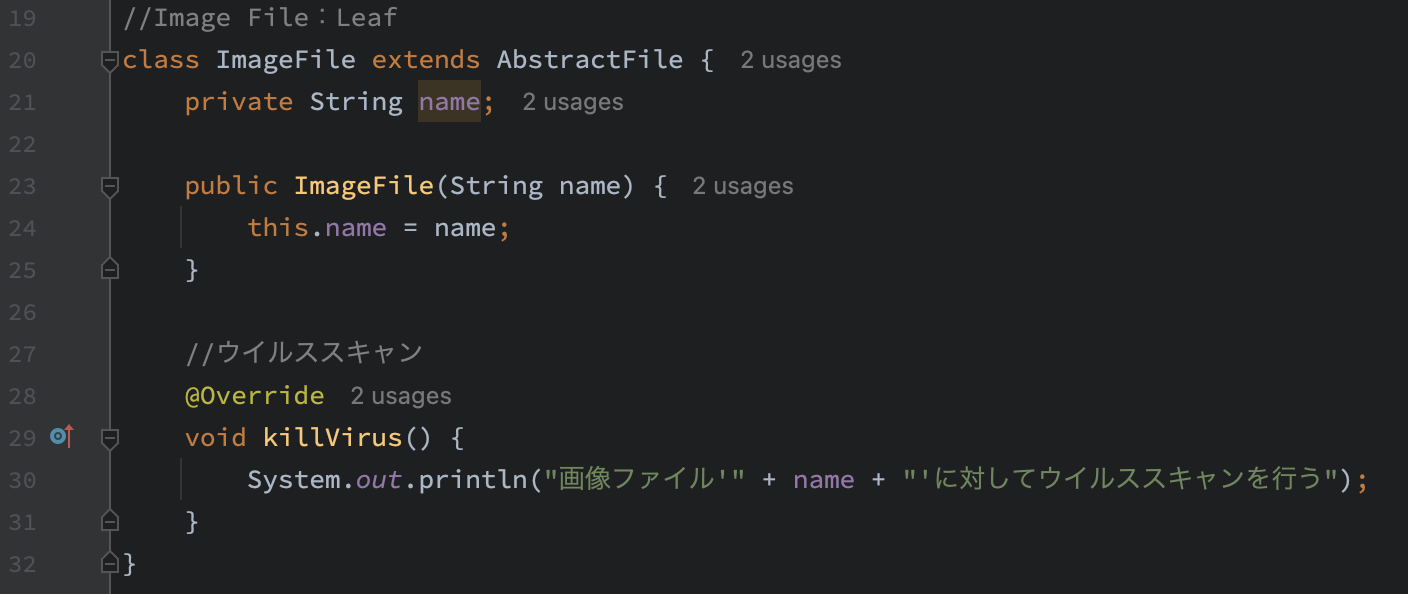 19 //Image File：Leaf
20 class ImageFile extends AbstractFile { 2 usages
21 private String name; 2 usages
22
23 public ImageFile(String name) { 2 usages
24 this.name = name;
25 }
26
27 //ウイルススキャン
28 @Override 2 usages
29 void killVirus() {
30 System.out.println("画像ファイル'" + name + "'に対してウイルススキャンを行う");
31 }
32 }